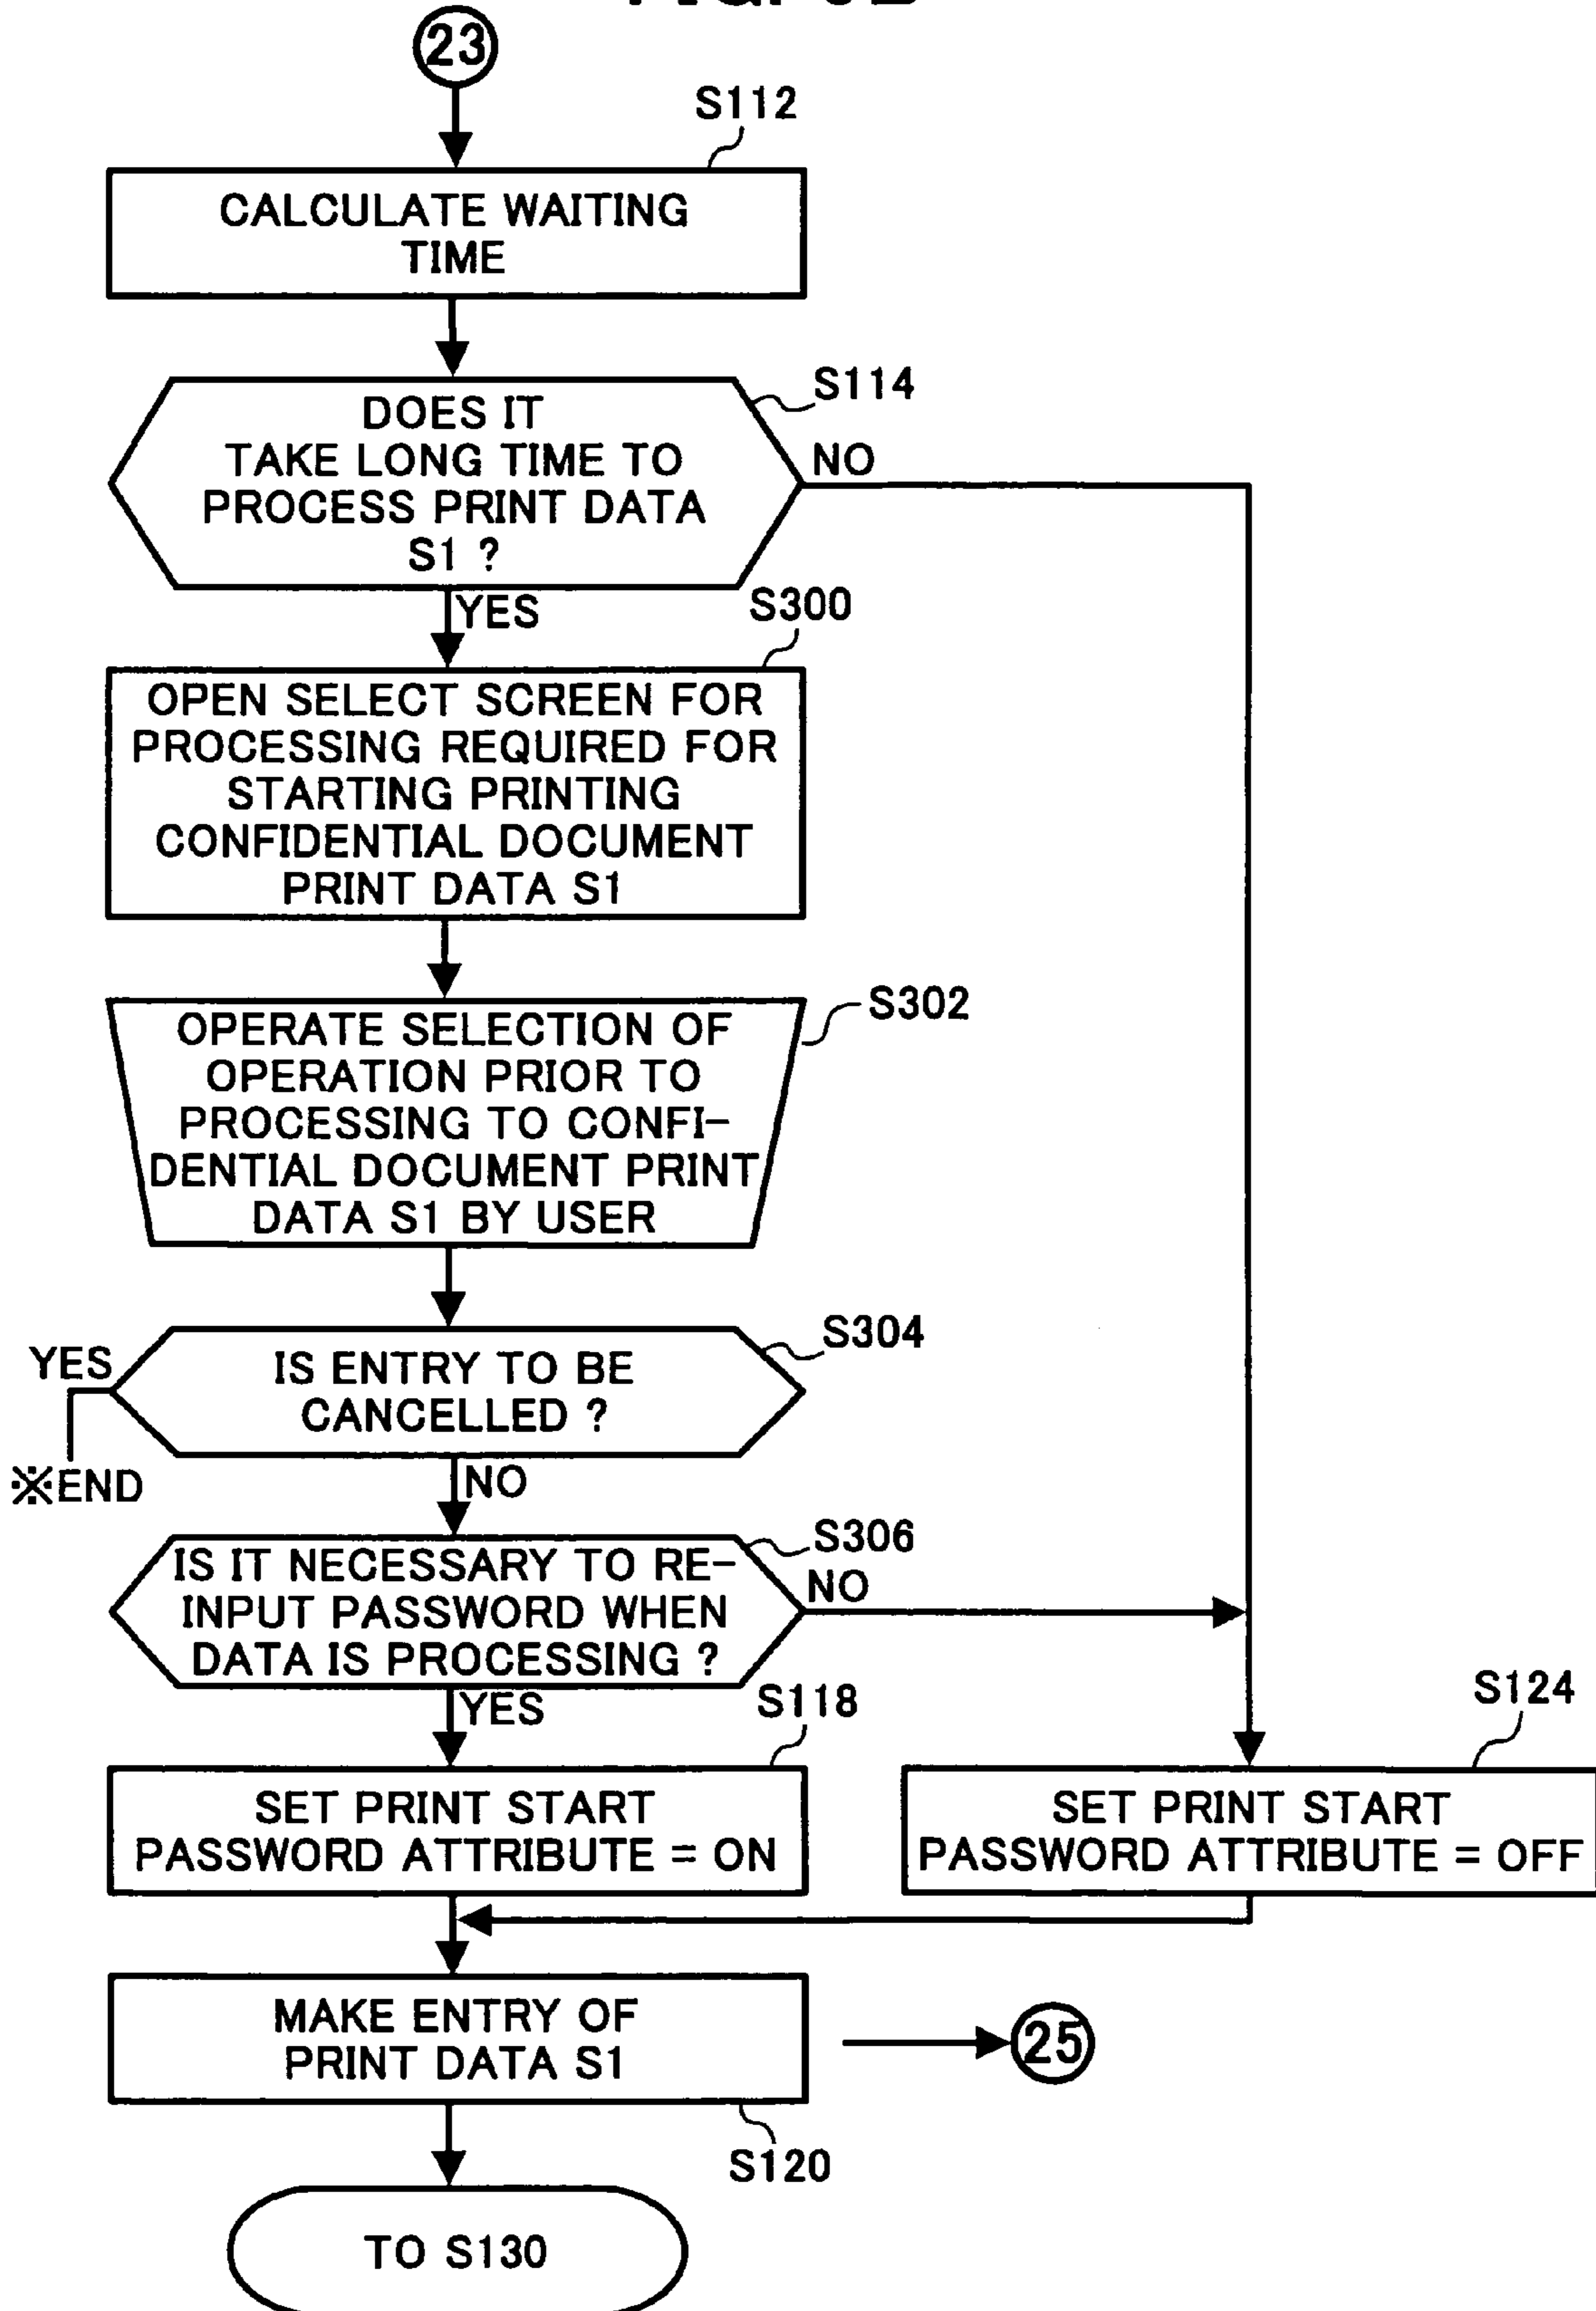 23
S112
CALCULATE WAITING
TIME
S114
DOES IT
TAKE LONG TIME TO
PROCESS PRINT DATA
S1 ?
NO
YES
S300
OPEN SELECT SCREEN FOR
PROCESSING REQUIRED FOR
STARTING PRINTING
CONFIDENTIAL DOCUMENT
PRINT DATA S1
S302
OPERATE SELECTION OF
OPERATION PRIOR TO
PROCESSING TO CONFI-
DENTIAL DOCUMENT PRINT
DATA S1 BY USER
S304
YES
IS ENTRY TO BE
CANCELLED ?
※END
NO
S306
IS IT NECESSARY TO RE-
INPUT PASSWORD WHEN
DATA IS PROCESSING ?
NO
YES
S118
S124
SET PRINT START
PASSWORD ATTRIBUTE = ON
SET PRINT START
PASSWORD ATTRIBUTE = OFF
MAKE ENTRY OF
PRINT DATA S1
25
S120
TO S130